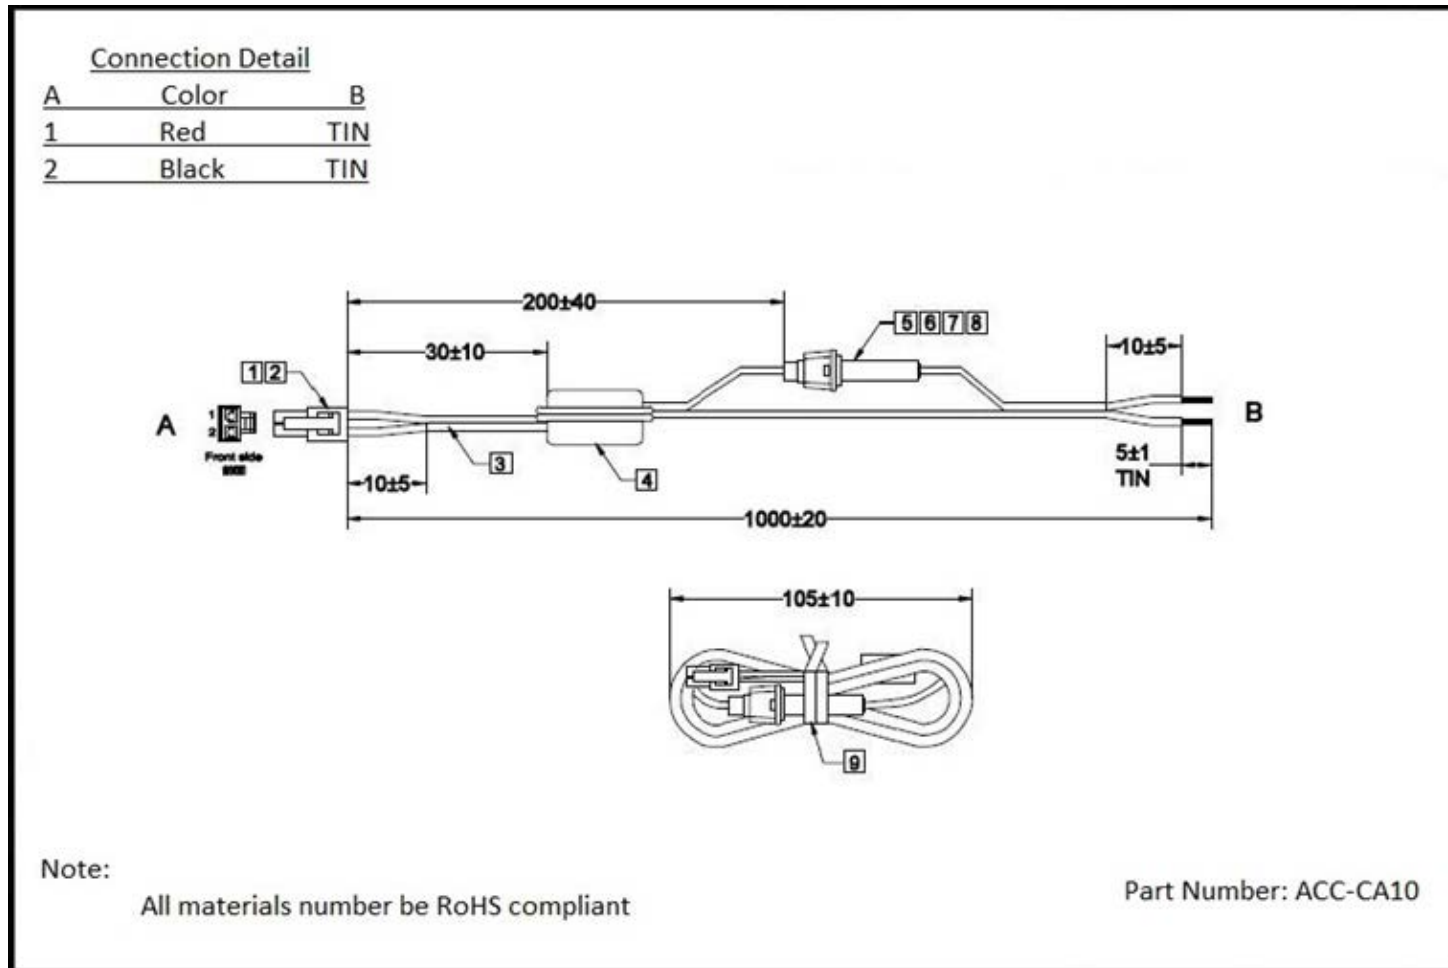 Connection Detail
A Color B
1 Red TIN
2 Black TIN
200±40
5 6 7 8
30±10
10±5
1 2
A
1
2
Front side
B
3
4
5±1
TIN
10±5
1000±20
105±10
9
Note:
All materials number be RoHS compliant
Part Number: ACC-CA10